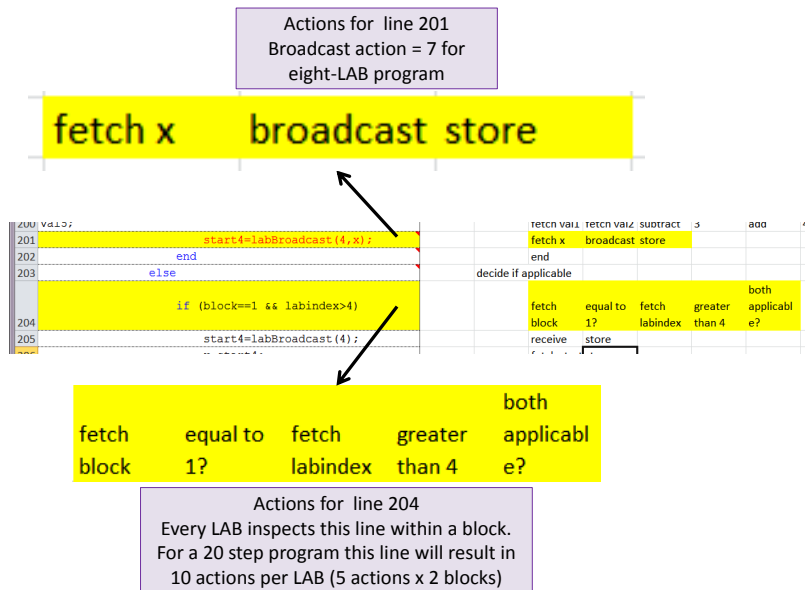 Actions for line 201
Broadcast action = 7 for
eight-LAB program
fetch x broadcast store
200 val5; fetch val1 fetch val2 subtract 3 add
201 start4=labBroadcast(4,x); fetch x broadcast store
202 end end
203 else decide if applicable
204 if (block==1 && labindex>4) fetch block equal to 1? fetch labindex greater than 4 both applicabl e?
205 start4=labBroadcast(4); receive store
both
fetch equal to fetch greater applicabl
block 1? labindex than 4 e?
Actions for line 204
Every LAB inspects this line within a block.
For a 20 step program this line will result in
10 actions per LAB (5 actions x 2 blocks)